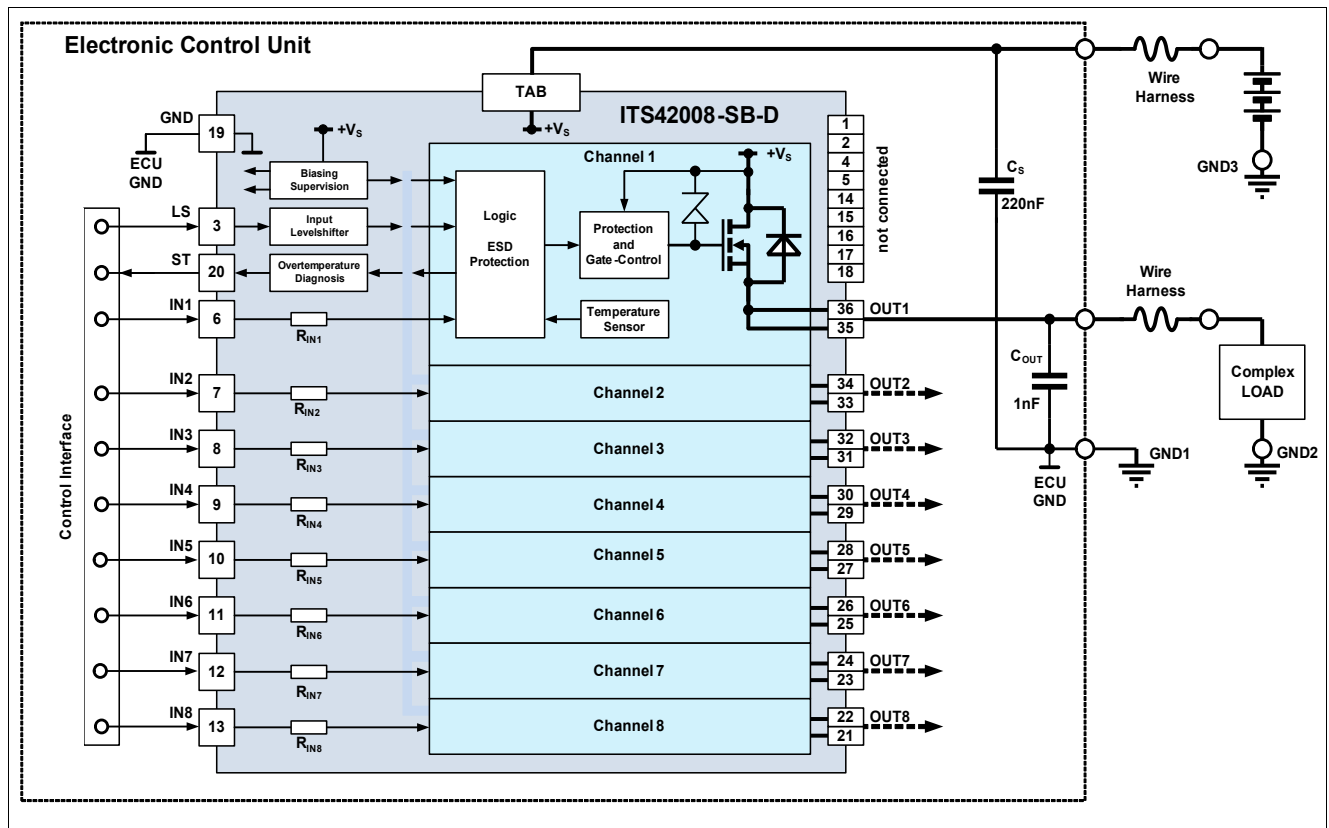 Electronic Control Unit
TAB
+Vs
ITS42008-SB-D
Wire
Harness
GND3
GND
19
ECU
GND
+Vs
Biasing
Supervision
LS
3
Input
Levelshifter
ST
20
Overtemperature
Diagnosis
IN1
6
RIN1
Channel 1
+Vs
Logic
ESD
Protection
Protection
and
Gate-Control
Temperature
Sensor
1
2
4
5
14
15
16
17
18
not connected
36
35
OUT1
Cs
220nF
COUT
1nF
Wire
Harness
Complex
LOAD
GND2
GND1
ECU
GND
Control Interface
IN2
7
RIN2
Channel 2
34
33
OUT2
IN3
8
RIN3
Channel 3
32
31
OUT3
IN4
9
RIN4
Channel 4
30
29
OUT4
IN5
10
RIN5
Channel 5
28
27
OUT5
IN6
11
RIN6
Channel 6
26
25
OUT6
IN7
12
RIN7
Channel 7
24
23
OUT7
IN8
13
RIN8
Channel 8
22
21
OUT8